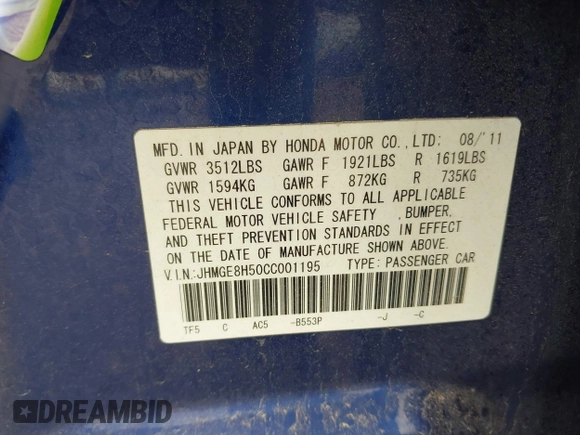 MFD. IN JAPAN BY HONDA MOTOR CO., LTD: 08/'11
GVWR 3512LBS GAWR F 1921LBS R 1619LBS
GVWR 1594KG GAWR F 872KG R 735KG
THIS VEHICLE CONFORMS TO ALL APPLICABLE
FEDERAL MOTOR VEHICLE SAFETY , BUMPER,
AND THEFT PREVENTION STANDARDS IN EFFECT
ON THE DATE OF MANUFACTURE SHOWN ABOVE.
V.I.N.:JHMGE8H50CC001195 TYPE: PASSENGER CAR
TF5 C AC5 -B553P -J -C
DREAMBID